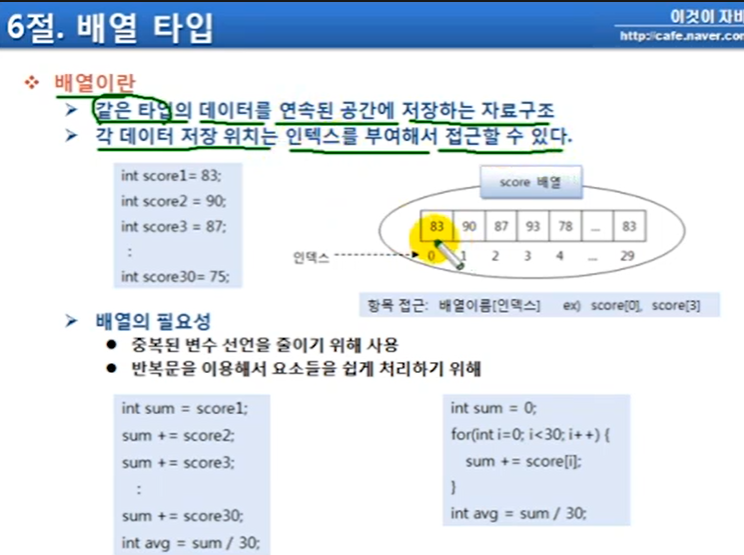 6절. 배열 타입
이것이 자바
http://cafe.naver.com
배열이란
같은 타입의 데이터를 연속된 공간에 저장하는 자료구조
각 데이터 저장 위치는 인덱스를 부여해서 접근할 수 있다.
int score1= 83;
int score2 = 90;
int score3 = 87;
:
int score30= 75;
score 배열
83 90 87 93 78 ... 83
인덱스
0 1 2 3 4 ... 29
항목 접근: 배열이름[인덱스] ex) score[0], score[3]
배열의 필요성
중복된 변수 선언을 줄이기 위해 사용
반복문을 이용해서 요소들을 쉽게 처리하기 위해
int sum = score1;
sum += score2;
sum += score3;
:
sum += score30;
int avg = sum / 30;
int sum = 0;
for(int i=0; i<30; i++) {
sum += score[i];
}
int avg = sum / 30;